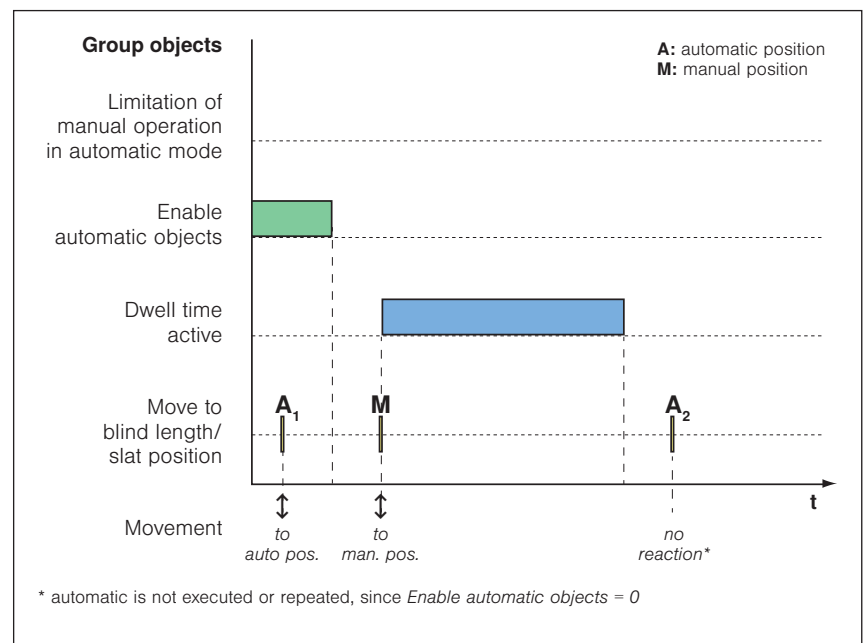 Group objects
A: automatic position
M: manual position
Limitation of
manual operation
in automatic mode
Enable
automatic objects
Dwell time
active
Move to
blind length/
slat position
A1
M
A2
t
Movement
to
auto pos.
to
man. pos.
no
reaction*
* automatic is not executed or repeated, since Enable automatic objects = 0